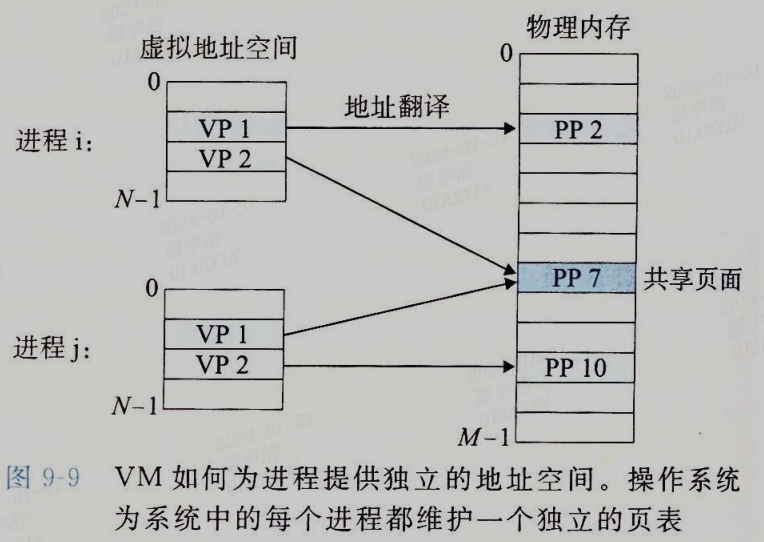 虚拟地址空间
物理内存
0
0
地址翻译
进程 i:
VP 1
PP 2
VP 2
N-1
0
PP 7
共享页面
进程 j:
VP 1
VP 2
PP 10
N-1
M-1
图 9-9 VM 如何为进程提供独立的地址空间。操作系统
为系统中的每个进程都维护一个独立的页表
2024-01-31
QIANXIN